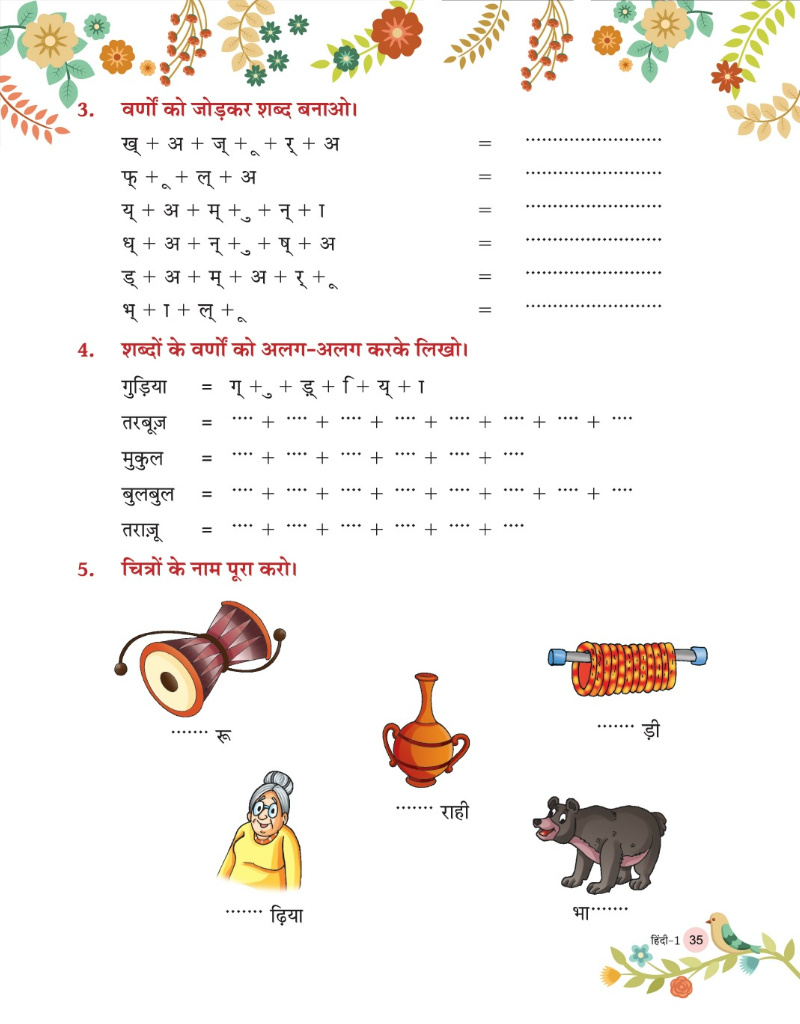 3. वर्णों को जोड़कर शब्द बनाओ।
ख् + अ + ज् + ू + र् + अ = ..........................
फ् + ू + ल् + अ = ..........................
य् + अ + म् + ु + न् + ा = ..........................
ध् + अ + न् + ु + ष् + अ = ..........................
ड् + अ + म् + अ + र् + ू = ..........................
भ् + ा + ल् + ू = ..........................
4. शब्दों के वर्णों को अलग-अलग करके लिखो।
गुड़िया = ग् + ु + ड़् + ि + य् + ा
तरबूज़ = .... + .... + .... + .... + .... + .... + .... + ....
मुकुल = .... + .... + .... + .... + .... + ....
बुलबुल = .... + .... + .... + .... + .... + .... + .... + ....
तराज़ू = .... + .... + .... + .... + .... + ....
5. चित्रों के नाम पूरा करो।
....... रू
....... ड़ी
....... राही
....... ढ़िया
भा.......
हिंदी-1 35